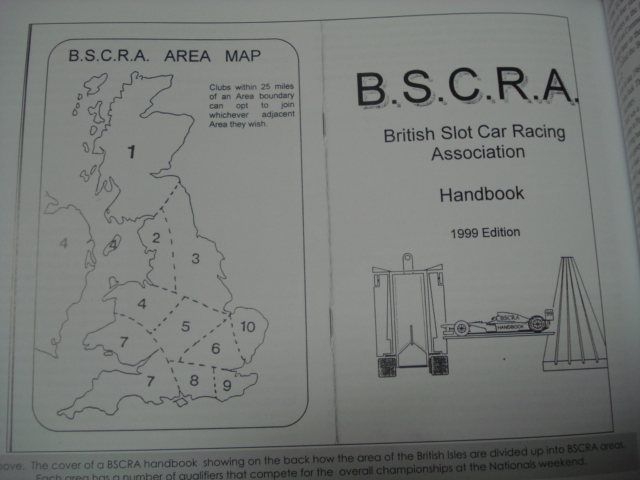 B.S.C.R.A. AREA MAP
Clubs within 25 miles
of an Area boundary
can opt to join
whichever adjacent
Area they wish.
1
2
3
4
4
4
5
10
7
6
7
8
9
B.S.C.R.A.
British Slot Car Racing
Association
Handbook
1999 Edition
BSCRA
HANDBOOK
ove. The cover of a BSCRA handbook showing on the back how the area of the British Isles are divided up into BSCRA areas.
Each area has a number of qualifiers that compete for the overall championships at the Nationals weekend.